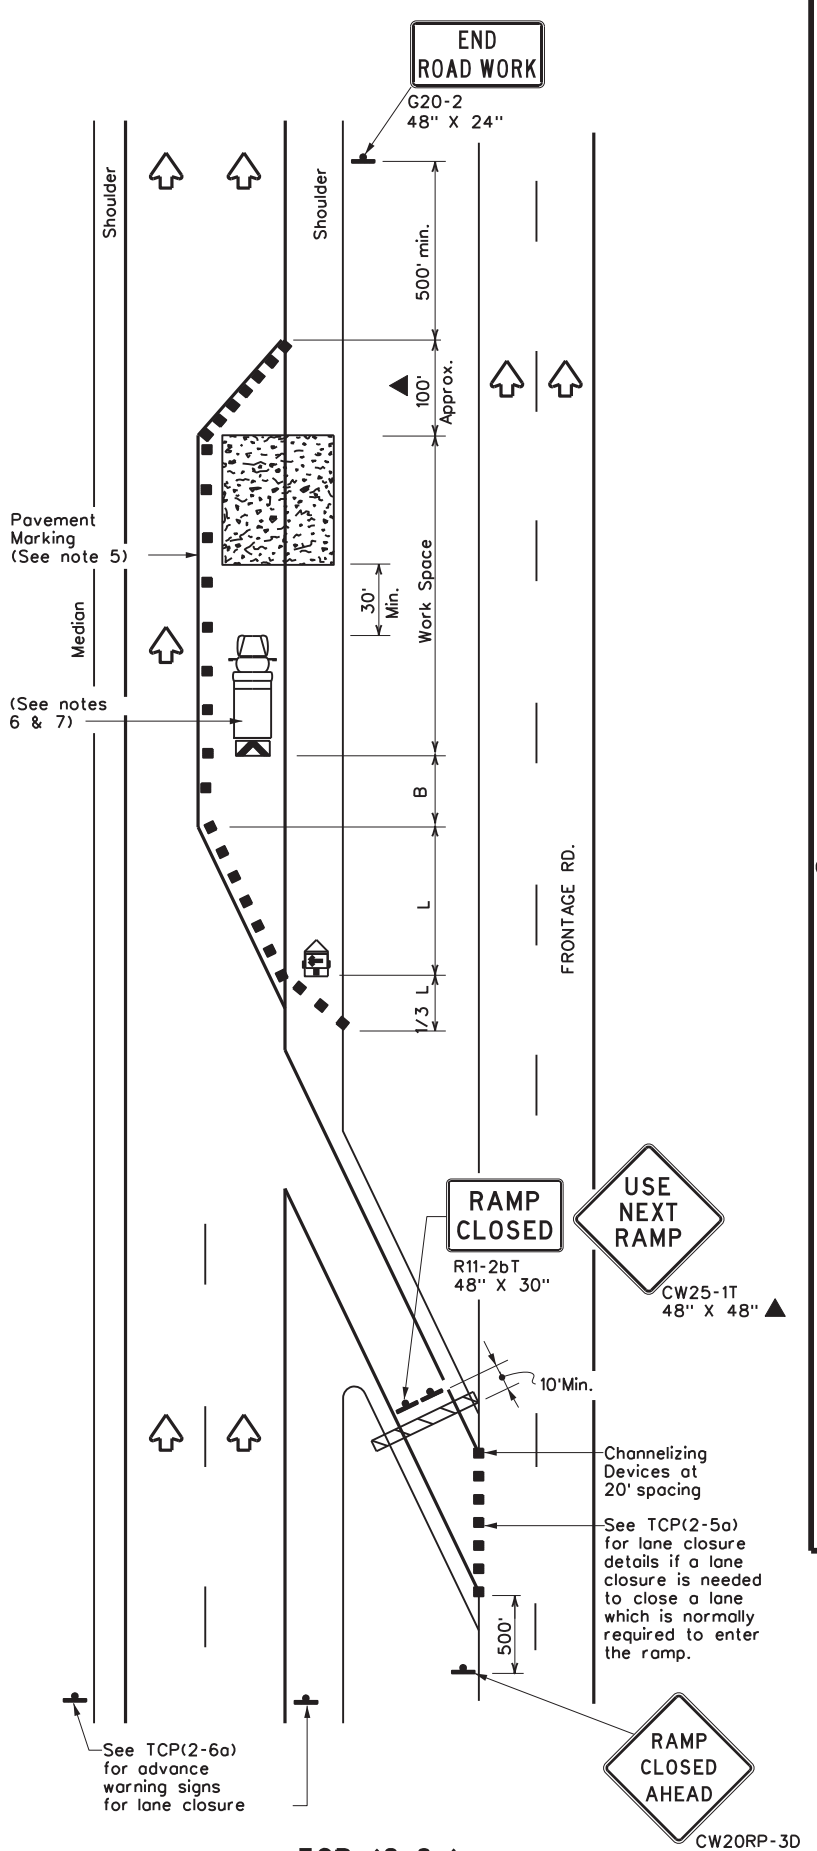 END
ROAD WORK
G20-2
48" X 24"
Shoulder
Shoulder
500' min.
100'
Approx.
Pavement
Marking
(See note 5)
30'
Min.
Work Space
Median
(See notes
6 & 7)
B
L
FRONTAGE RD.
1/3 L
RAMP
CLOSED
R11-2bT
48" X 30"
USE
NEXT
RAMP
CW25-1T
48" X 48"
10'Min.
Channelizing
Devices at
20' spacing
See TCP(2-5a)
for lane closure
details if a lane
closure is needed
to close a lane
which is normally
required to enter
the ramp.
500'
See TCP(2-6a)
for advance
warning signs
for lane closure
RAMP
CLOSED
AHEAD
CW20RP-3D